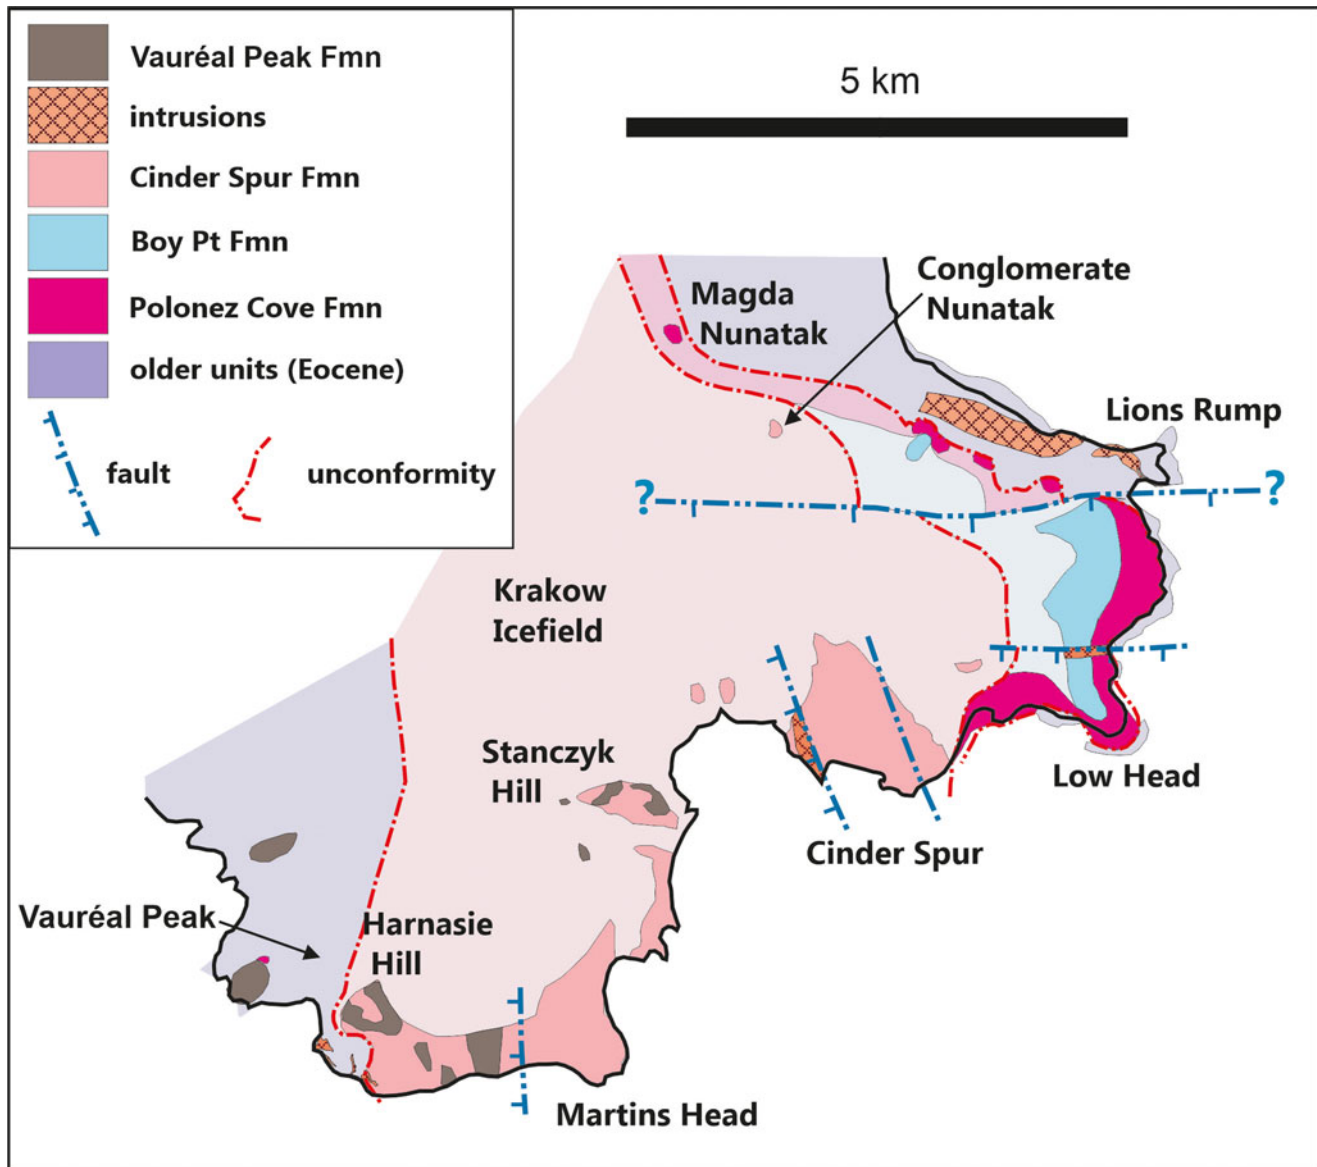 Vauréal Peak Fmn
intrusions
Cinder Spur Fmn
Boy Pt Fmn
Polonez Cove Fmn
older units (Eocene)
fault
unconformity
5 km
Conglomerate
Nunatak
Magda
Nunatak
Lions Rump
?
?
Krakow
Icefield
Stanczyk
Hill
Low Head
Cinder Spur
Vauréal Peak
Harnasie
Hill
Martins Head